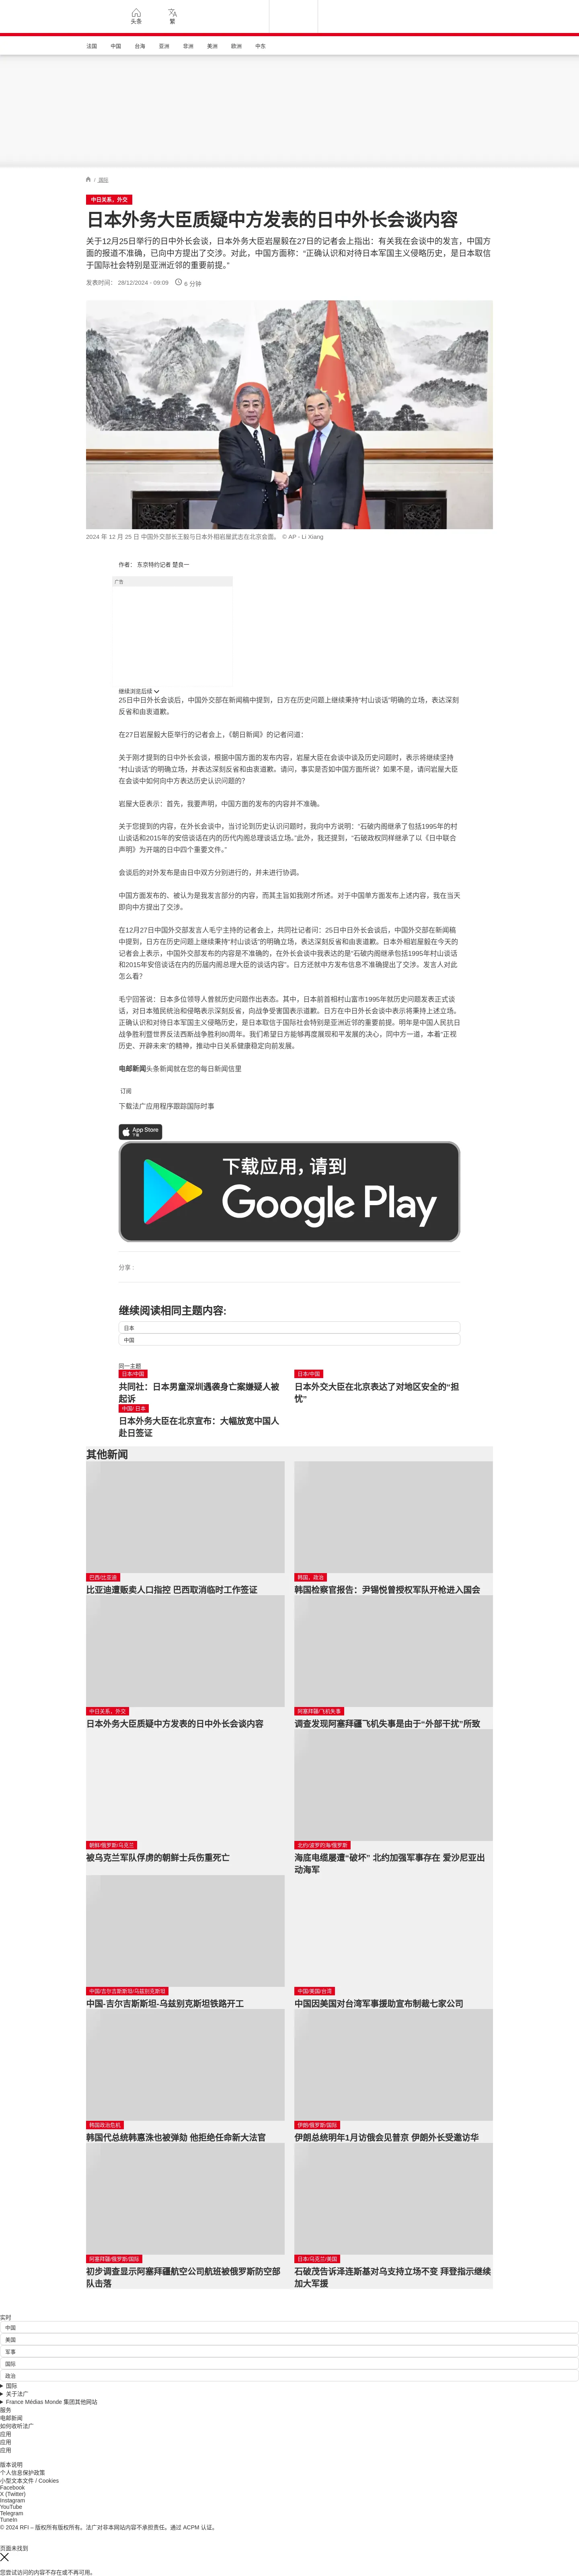 头条
繁
法国
中国
台海
亚洲
非洲
美洲
欧洲
中东
/ 国际
中日关系，外交
日本外务大臣质疑中方发表的日中外长会谈内容
关于12月25日举行的日中外长会谈，日本外务大臣岩屋毅在27日的记者会上指出：有关我在会谈中的发言，中国方
面的报道不准确，已向中方提出了交涉。对此，中国方面称：“正确认识和对待日本军国主义侵略历史，是日本取信
于国际社会特别是亚洲近邻的重要前提。”
发表时间： 28/12/2024 - 09:09
6 分钟
2024 年 12 月 25 日 中国外交部长王毅与日本外相岩屋武志在北京会面。 © AP - Li Xiang
作者： 东京特约记者 楚良一
广告
继续浏览后续
25日中日外长会谈后，中国外交部在新闻稿中提到，日方在历史问题上继续秉持“村山谈话”明确的立场，表达深刻
反省和由衷道歉。
在27日岩屋毅大臣举行的记者会上，《朝日新闻》的记者问道：
关于刚才提到的日中外长会谈，根据中国方面的发布内容，岩屋大臣在会谈中谈及历史问题时，表示将继续坚持
“村山谈话”的明确立场，并表达深刻反省和由衷道歉。请问，事实是否如中国方面所说？如果不是，请问岩屋大臣
在会谈中如何向中方表达历史认识问题的？
岩屋大臣表示：首先，我要声明，中国方面的发布的内容并不准确。
关于您提到的内容，在外长会谈中，当讨论到历史认识问题时，我向中方说明：“石破内阁继承了包括1995年的村
山谈话和2015年的安倍谈话在内的历代内阁总理谈话立场。”此外，我还提到，“石破政权同样继承了以《日中联合
声明》为开端的日中四个重要文件。”
会谈后的对外发布是由日中双方分别进行的，并未进行协调。
中国方面发布的、被认为是我发言部分的内容，而其主旨如我刚才所述。对于中国单方面发布上述内容，我在当天
即向中方提出了交涉。
在12月27日中国外交部发言人毛宁主持的记者会上，共同社记者问：25日中日外长会谈后，中国外交部在新闻稿
中提到，日方在历史问题上继续秉持“村山谈话”的明确立场，表达深刻反省和由衷道歉。日本外相岩屋毅在今天的
记者会上表示，中国外交部发布的内容是不准确的，在外长会谈中我表达的是“石破内阁继承包括1995年村山谈话
和2015年安倍谈话在内的历届内阁总理大臣的谈话内容”。日方还就中方发布信息不准确提出了交涉。发言人对此
怎么看？
毛宁回答说：日本多位领导人曾就历史问题作出表态。其中，日本前首相村山富市1995年就历史问题发表正式谈
话，对日本殖民统治和侵略表示深刻反省，向战争受害国表示道歉。日方在中日外长会谈中表示将秉持上述立场。
正确认识和对待日本军国主义侵略历史，是日本取信于国际社会特别是亚洲近邻的重要前提。明年是中国人民抗日
战争胜利暨世界反法西斯战争胜利80周年。我们希望日方能够再度展现和平发展的决心，同中方一道，本着“正视
历史、开辟未来”的精神，推动中日关系健康稳定向前发展。
电邮新闻头条新闻就在您的每日新闻信里
订阅
下载法广应用程序跟踪国际时事
App Store
下载
下载应用，请到
Google Play
分享 :
继续阅读相同主题内容:
日本
中国
同一主题
日本/中国
共同社：日本男童深圳遇袭身亡案嫌疑人被
起诉
日本/中国
日本外交大臣在北京表达了对地区安全的“担
忧”
中国/ 日本
日本外务大臣在北京宣布：大幅放宽中国人
赴日签证
其他新闻
巴西/比亚迪
比亚迪遭贩卖人口指控 巴西取消临时工作签证
韩国，政治
韩国检察官报告：尹锡悦曾授权军队开枪进入国会
中日关系，外交
日本外务大臣质疑中方发表的日中外长会谈内容
阿塞拜疆/飞机失事
调查发现阿塞拜疆飞机失事是由于“外部干扰”所致
朝鲜/俄罗斯/乌克兰
被乌克兰军队俘虏的朝鲜士兵伤重死亡
北约/波罗的海/俄罗斯
海底电缆屡遭“破坏” 北约加强军事存在 爱沙尼亚出
动海军
中国/吉尔吉斯斯坦/乌兹别克斯坦
中国-吉尔吉斯斯坦-乌兹别克斯坦铁路开工
中国/美国/台湾
中国因美国对台湾军事援助宣布制裁七家公司
韩国政治危机
韩国代总统韩悳洙也被弹劾 他拒绝任命新大法官
伊朗/俄罗斯/国际
伊朗总统明年1月访俄会见普京 伊朗外长受邀访华
阿塞拜疆/俄罗斯/国际
初步调查显示阿塞拜疆航空公司航班被俄罗斯防空部
队击落
日本/乌克兰/美国
石破茂告诉泽连斯基对乌支持立场不变 拜登指示继续
加大军援
实时
中国
美国
军事
国际
政治
国际
关于法广
France Médias Monde 集团其他网站
服务
电邮新闻
如何收听法广
应用
应用
应用
版本说明
个人信息保护政策
小型文本文件 / Cookies
Facebook
X (Twitter)
Instagram
YouTube
Telegram
TuneIn
© 2024 RFI – 版权所有版权所有。法广对非本网站内容不承担责任。通过 ACPM 认证。
页面未找到
您尝试访问的内容不存在或不再可用。